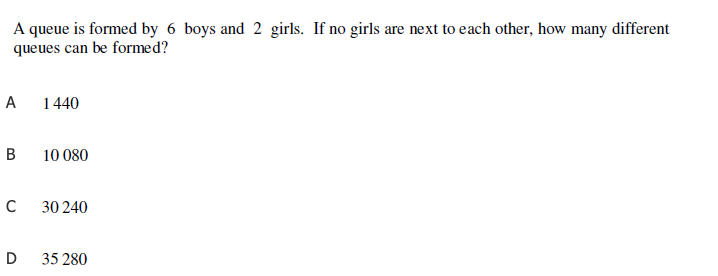 A queue is formed by 6 boys and 2 girls. If no girls are next to each other, how many different
queues can be formed?
A 1 440
B 10 080
C 30 240
D 35 280